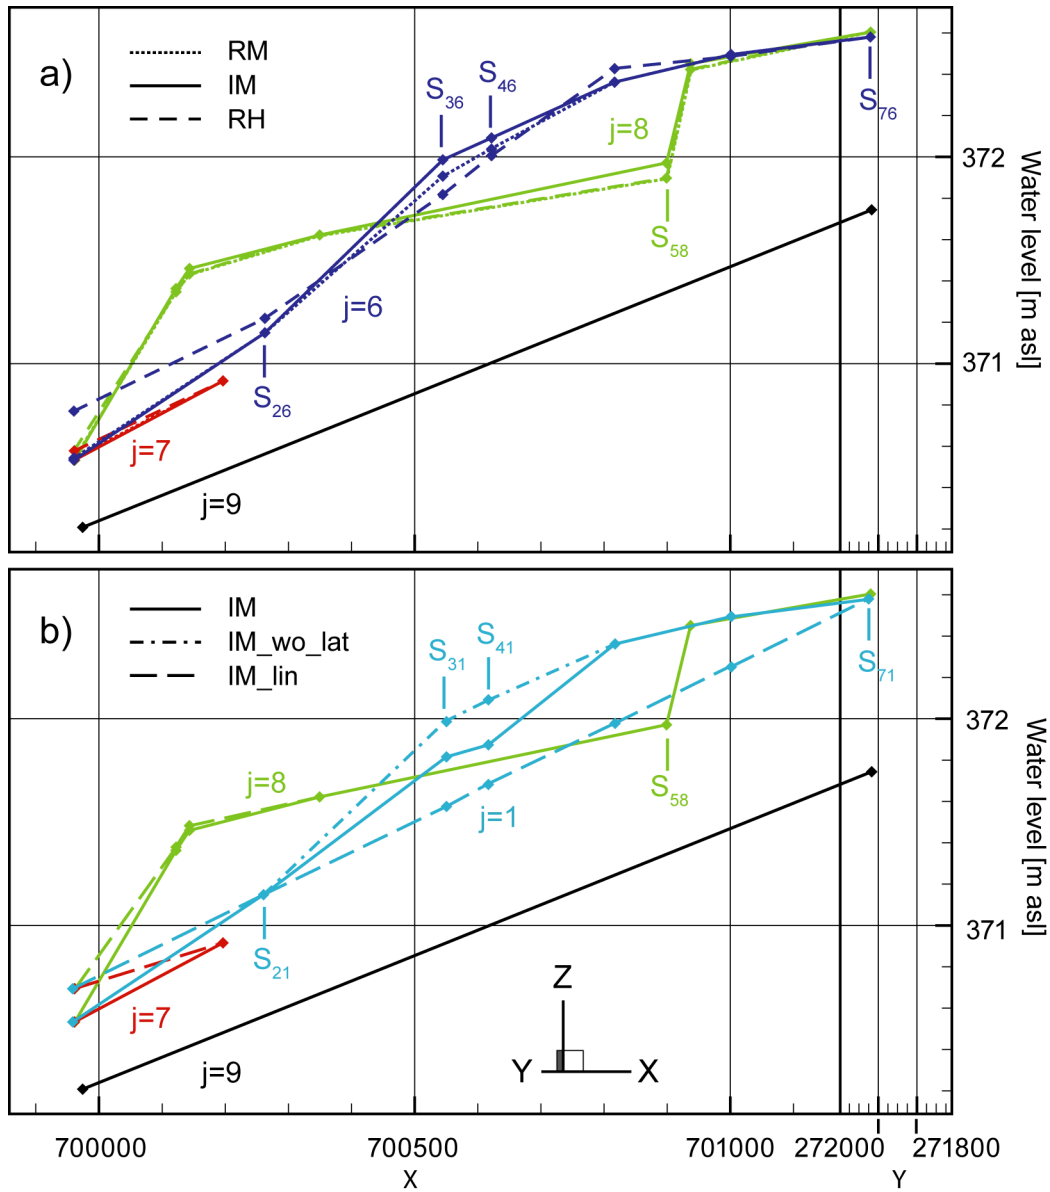 a)
RM
IM
RH
S36
S46
j=8
S76
372
S58
j=6
371
S26
j=7
j=9
Water level [m asl]
b)
IM
IM_wo_lat
IM_lin
S31
S41
S71
372
j=8
S58
j=1
371
S21
j=7
j=9
Z
Y X
Water level [m asl]
700000 700500 701000 272000 271800
X Y